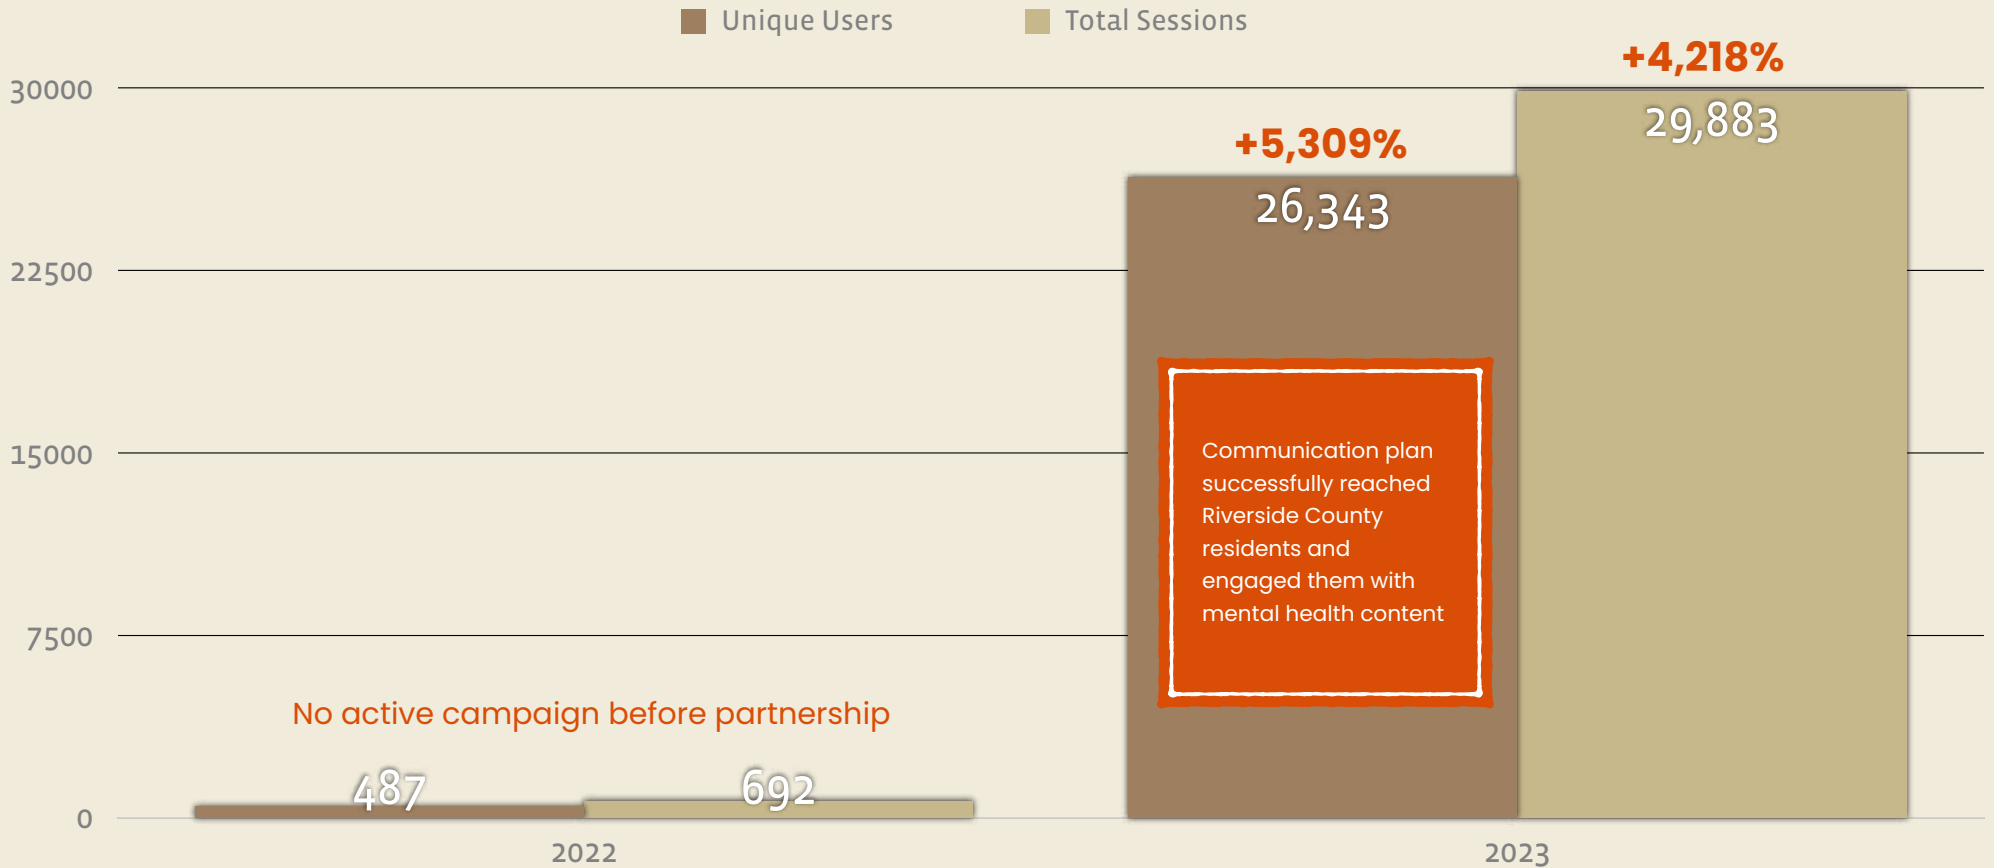 Unique Users
Total Sessions
+4,218%
30000
29,883
+5,309%
26,343
22500
15000
Communication plan
successfully reached
Riverside County
residents and
engaged them with
mental health content
7500
No active campaign before partnership
487
692
0
2022
2023